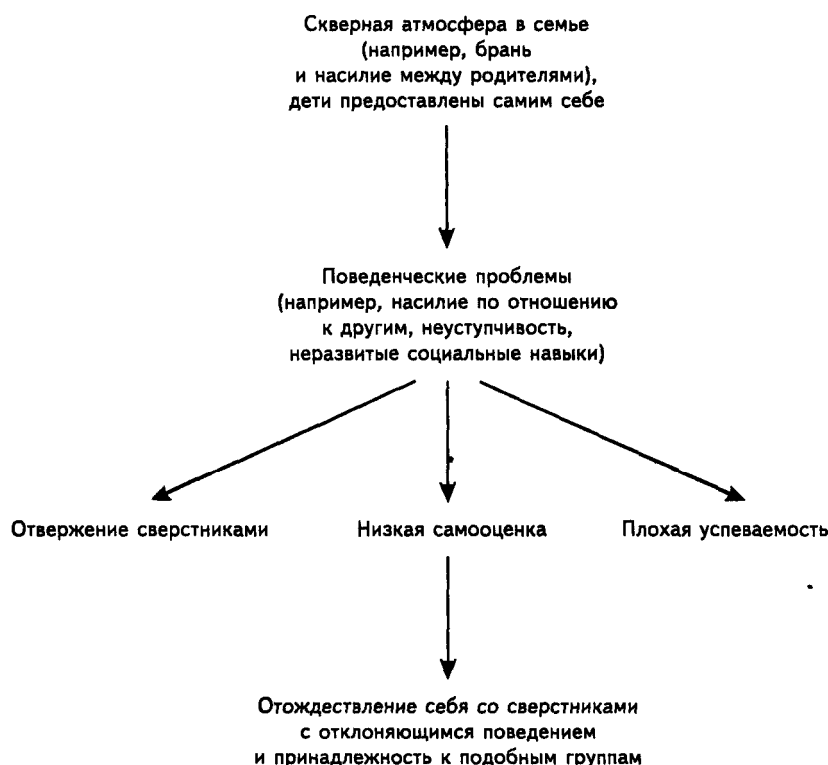 Скверная атмосфера в семье
(например, брань
и насилие между родителями),
дети предоставлены самим себе
Поведенческие проблемы
(например, насилие по отношению
к другим, неуступчивость,
неразвитые социальные навыки)
Отвержение сверстниками
Низкая самооценка
Плохая успеваемость
Отождествление себя со сверстниками
с отклоняющимся поведением
и принадлежность к подобным группам